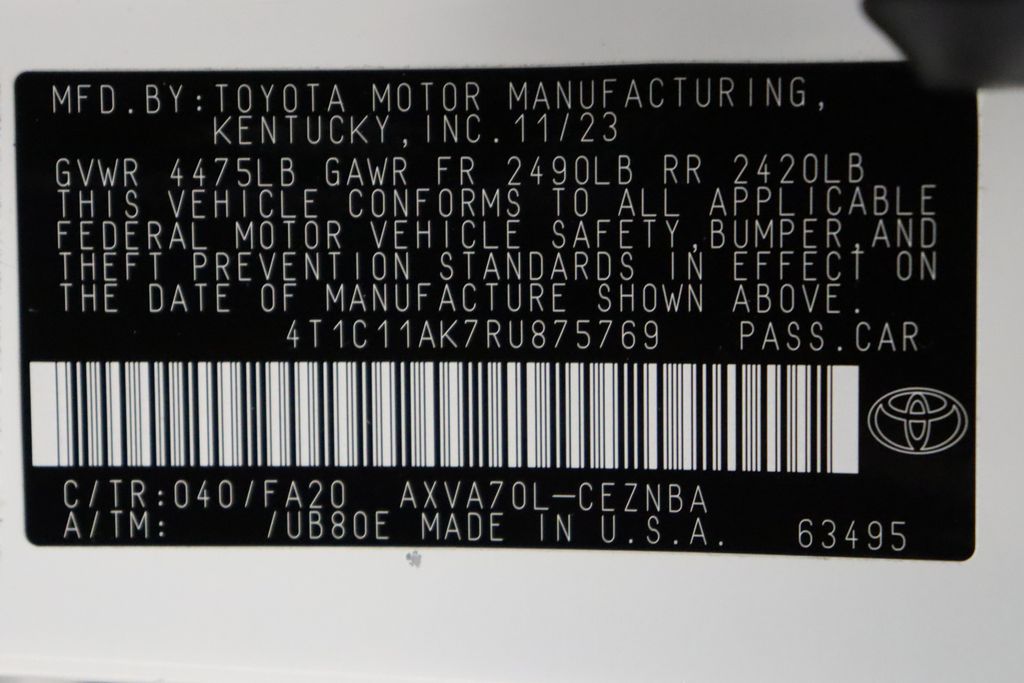 MFD.BY:TOYOTA MOTOR MANUFACTURING,
KENTUCKY,INC.11/23
GVWR 4475LB GAWR FR 2490LB RR 2420LB
THIS VEHICLE CONFORMS TO ALL APPLICABLE
FEDERAL MOTOR VEHICLE SAFETY,BUMPER,AND
THEFT PREVENTION STANDARDS IN EFFECT ON
THE DATE OF MANUFACTURE SHOWN ABOVE.
4T1C11AK7RU875769 PASS.CAR
C/TR:040/FA20 AXVA70L-CEZNBA
A/TM: /UB80E MADE IN U.S.A. 63495